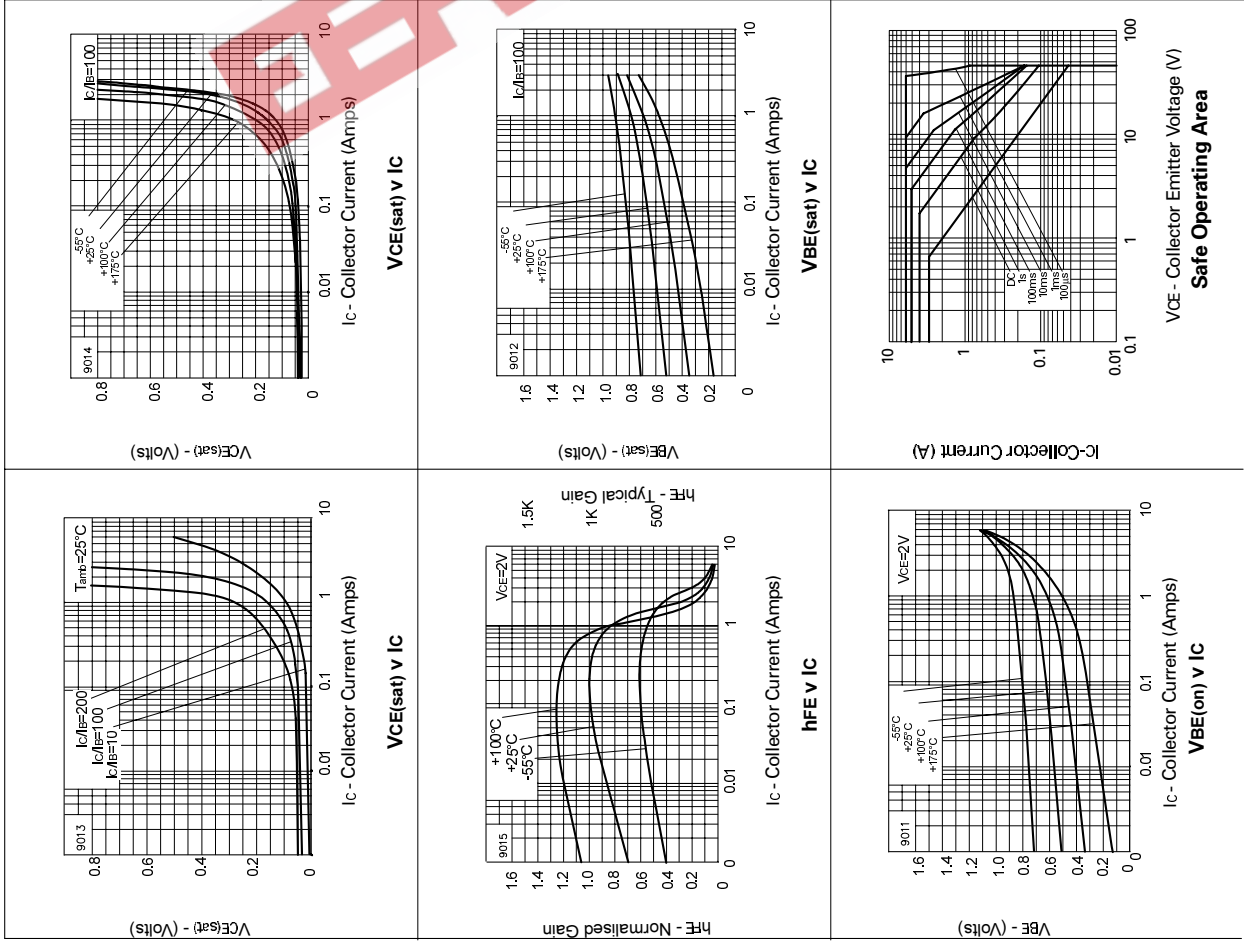 9013
Tamb=25°C
IC/IB=200
IC/IB=100
IC/IB=10
VCE(sat) - (Volts)
0.8
0.6
0.4
0.2
0
0.01
0.1
1
10
IC - Collector Current (Amps)
VCE(sat) v IC
9014
IC/IB=100
-55°C
+25°C
+100°C
+175°C
VCE(sat) - (Volts)
0.8
0.6
0.4
0.2
0
0.01
0.1
1
10
IC - Collector Current (Amps)
VCE(sat) v IC
9015
VCE=2V
+100°C
+25°C
-55°C
hFE - Normalised Gain
1.6
1.4
1.2
1.0
0.8
0.6
0.4
0.2
0
hFE - Typical Gain
1.5K
1K
500
0
0.01
0.1
1
10
IC - Collector Current (Amps)
hFE v IC
9012
IC/IB=100
-55°C
+25°C
+100°C
+175°C
VBE(sat) - (Volts)
1.6
1.4
1.2
1.0
0.8
0.6
0.4
0.2
0
0.01
0.1
1
10
IC - Collector Current (Amps)
VBE(sat) v IC
9011
VCE=2V
-55°C
+25°C
+100°C
+175°C
VBE - (Volts)
1.6
1.4
1.2
1.0
0.8
0.6
0.4
0.2
0
0.01
0.1
1
10
IC - Collector Current (Amps)
VBE(on) v IC
IC-Collector Current (A)
10
1
0.1
0.01
DC
1s
100ms
10ms
1ms
100µs
0.1
1
10
100
VCE - Collector Emitter Voltage (V)
Safe Operating Area